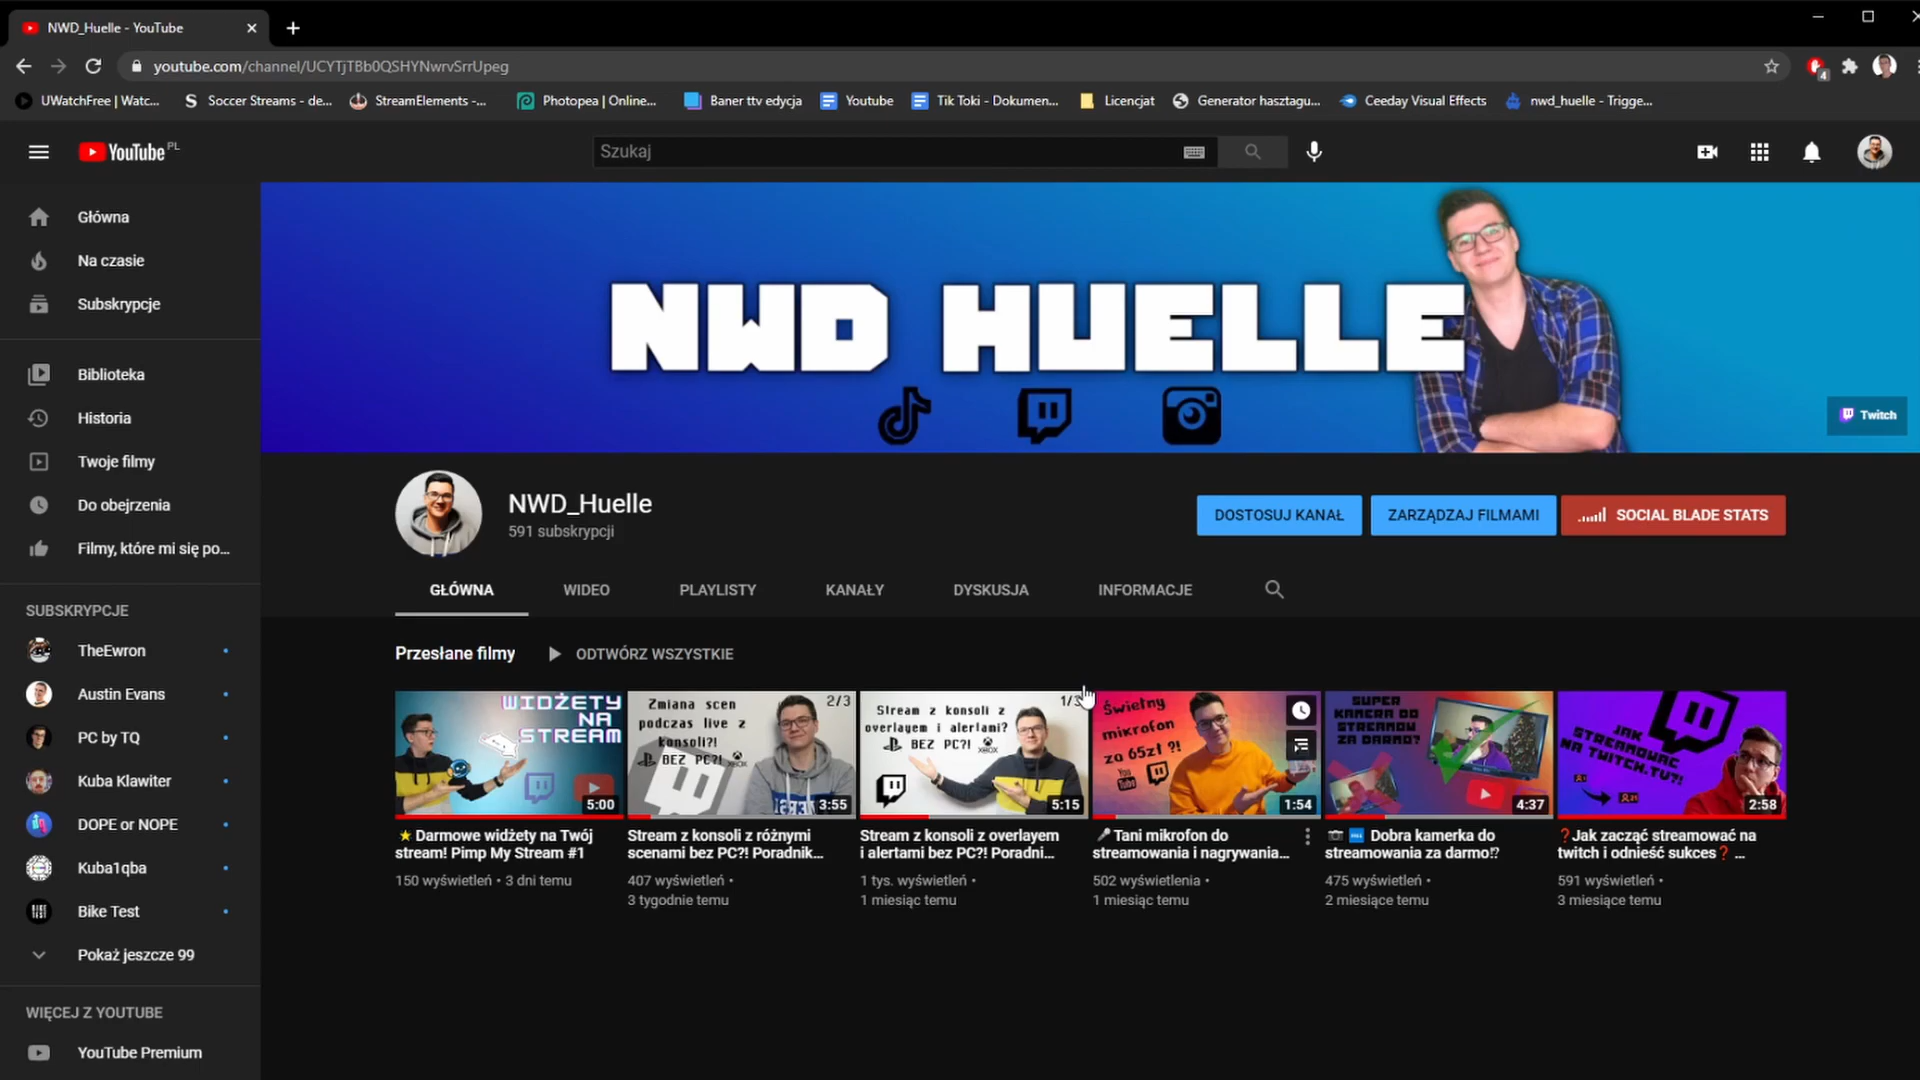 NWD_Huelle - YouTube
youtube.com/channel/UCYTjTBb0QSHYNwrvSrrUpeg
4
UWatchFree | Watc...
Soccer Streams - de...
StreamElements -...
Photopea | Online...
Baner ttv edycja
Youtube
Tik Toki - Dokumen...
Licencjat
Generator hasztagu...
Ceeday Visual Effects
nwd_huelle - Trigge...
YouTube PL
Szukaj
Główna
Na czasie
Subskrypcje
Biblioteka
Historia
Twoje filmy
Do obejrzenia
Filmy, które mi się po...
SUBSKRYPCJE
TheEwron
Austin Evans
PC by TQ
Kuba Klawiter
DOPE or NOPE
Kuba1qba
Bike Test
Pokaż jeszcze 99
WIĘCEJ Z YOUTUBE
YouTube Premium
NWD HUELLE
Twitch
NWD_Huelle
591 subskrypcji
DOSTOSUJ KANAŁ
ZARZĄDZAJ FILMAMI
SOCIAL BLADE STATS
GŁÓWNA
WIDEO
PLAYLISTY
KANAŁY
DYSKUSJA
INFORMACJE
Przesłane filmy
ODTWÓRZ WSZYSTKIE
WIDŻETY
NA
STREAM
5:00
⭐ Darmowe widżety na Twój
stream! Pimp My Stream #1
150 wyświetleń • 3 dni temu
Zmiana scen
podczas live z
konsoli?!
BEZ PC?! XBOX
2/3
3:55
Stream z konsoli z różnymi
scenami bez PC?! Poradnik...
407 wyświetleń •
3 tygodnie temu
Stream z konsoli z
overlayem i alertami?
BEZ PC?! XBOX
1/3
5:15
Stream z konsoli z overlayem
i alertami bez PC?! Poradni...
1 tys. wyświetleń •
1 miesiąc temu
Świetny
mikrofon
za 65zł ?!
You
Tube
1:54
🎤Tani mikrofon do
streamowania i nagrywania...
502 wyświetlenia •
1 miesiąc temu
SUPER
KAMERA DO
STREAMOW
ZA DARMO?
4:37
Dobra kamerka do
streamowania za darmo!?
475 wyświetleń •
2 miesiące temu
JAK
STREAMOWAC
NA TWITCH.TV?!
2:58
❓Jak zacząć streamować na
twitch i odnieść sukces❓ ...
591 wyświetleń •
3 miesiące temu